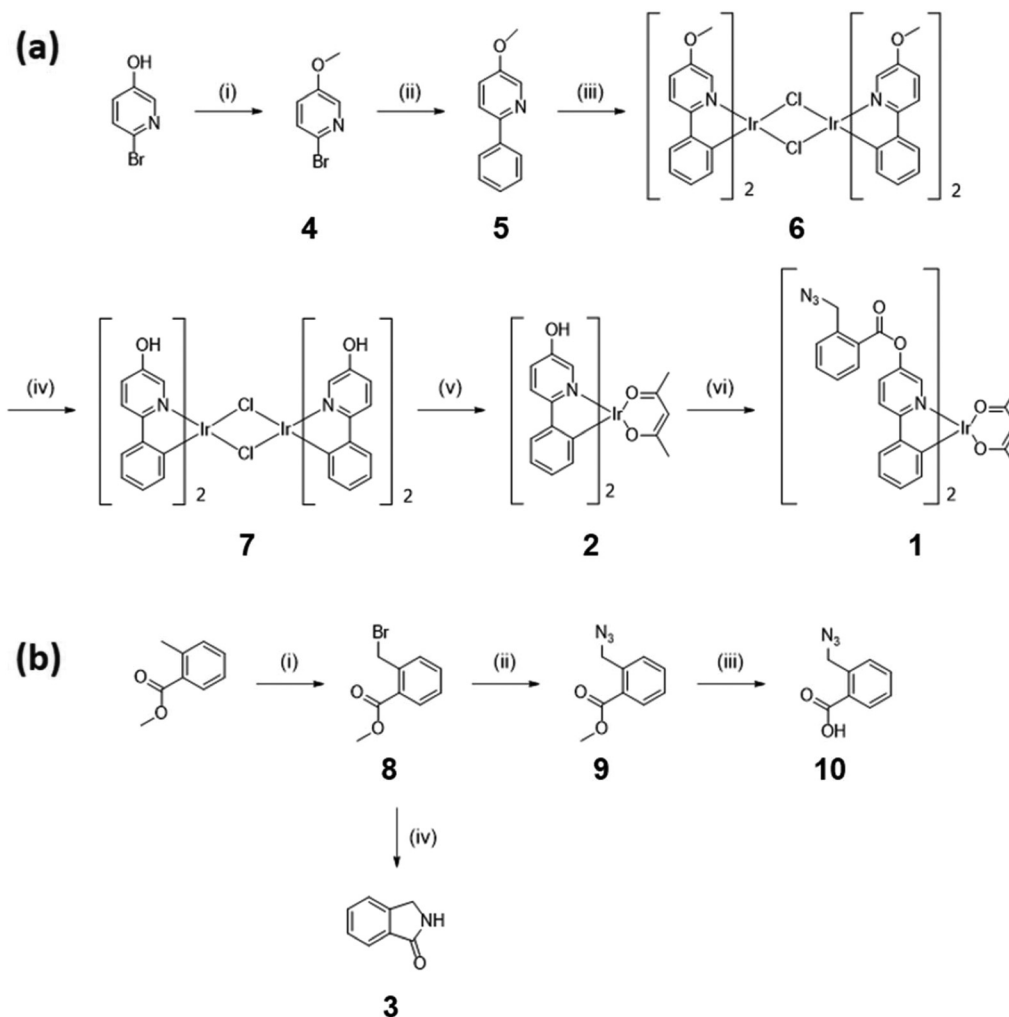 (a)
OH
N
Br
(i)
O
N
Br
4
(ii)
O
N
5
(iii)
O
N
Ir
2
Cl
Cl
O
N
Ir
2
6
(iv)
OH
N
Ir
2
Cl
Cl
OH
N
Ir
2
7
(v)
OH
N
Ir
O
O
2
2
(vi)
N3
O
O
N
Ir
O
O
2
1
(b)
O
O
(i)
Br
O
O
8
(ii)
N3
O
O
9
(iii)
N3
O
OH
10
(iv)
NH
O
3